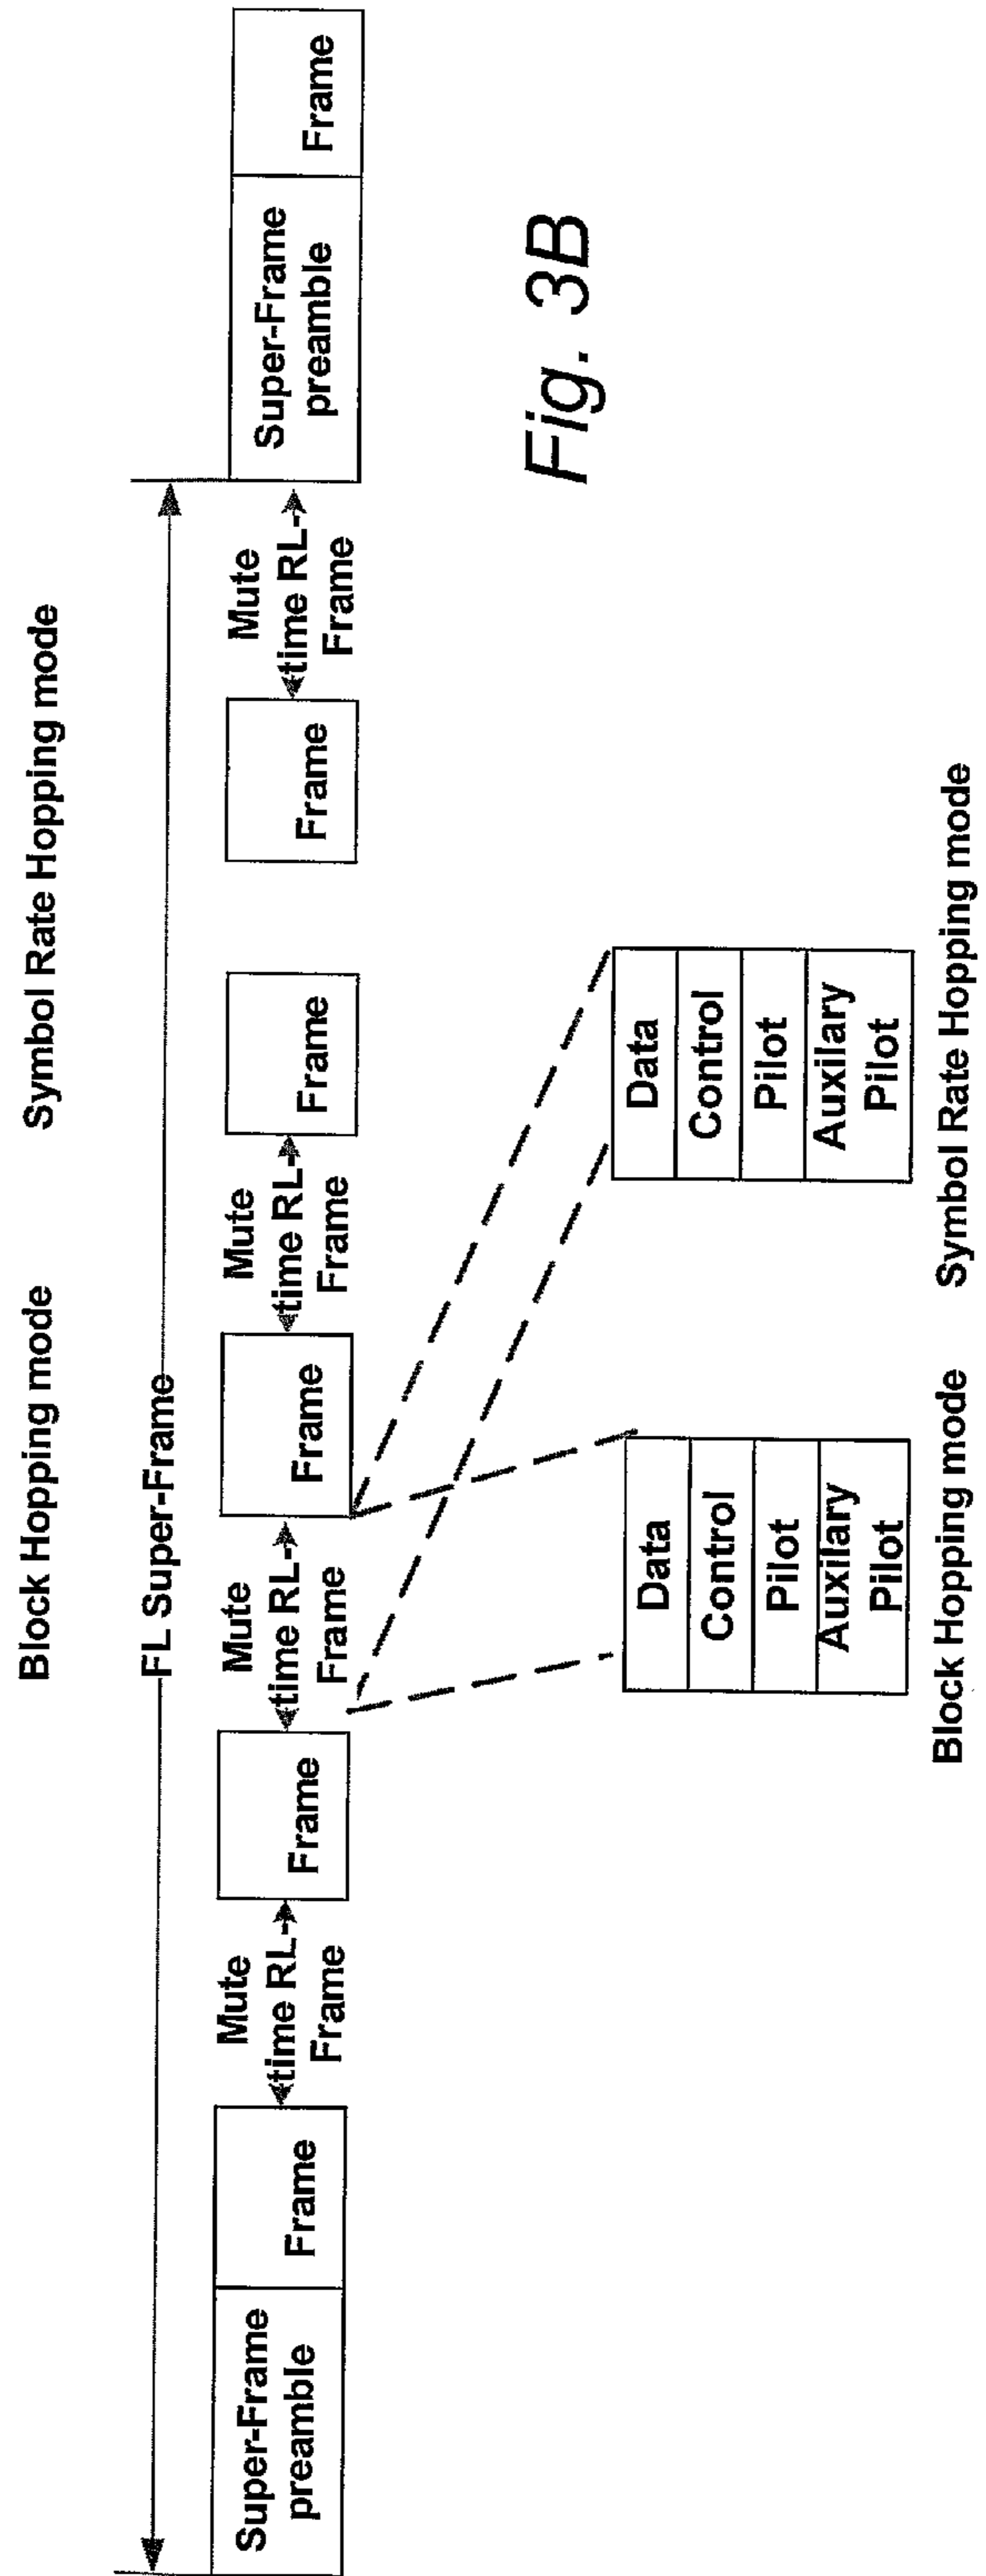 Block Hopping mode
Symbol Rate Hopping mode
FL Super-Frame
Super-Frame
preamble
Frame
Mute
time RL-
Frame
Frame
Mute
time RL-
Frame
Frame
Mute
time RL-
Frame
Frame
Frame
Mute
time RL-
Frame
Super-Frame
preamble
Frame
Data
Control
Pilot
Auxilary
Pilot
Block Hopping mode
Data
Control
Pilot
Auxilary
Pilot
Symbol Rate Hopping mode
Fig. 3B